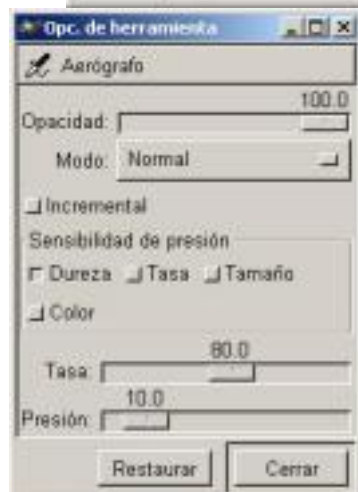 Opc. de herramienta
Aerógrafo
100.0
Opacidad:
Modo: Normal
Incremental
Sensibilidad de presión
Dureza Tasa Tamaño
Color
80.0
Tasa:
10.0
Presión:
Restaurar Cerrar